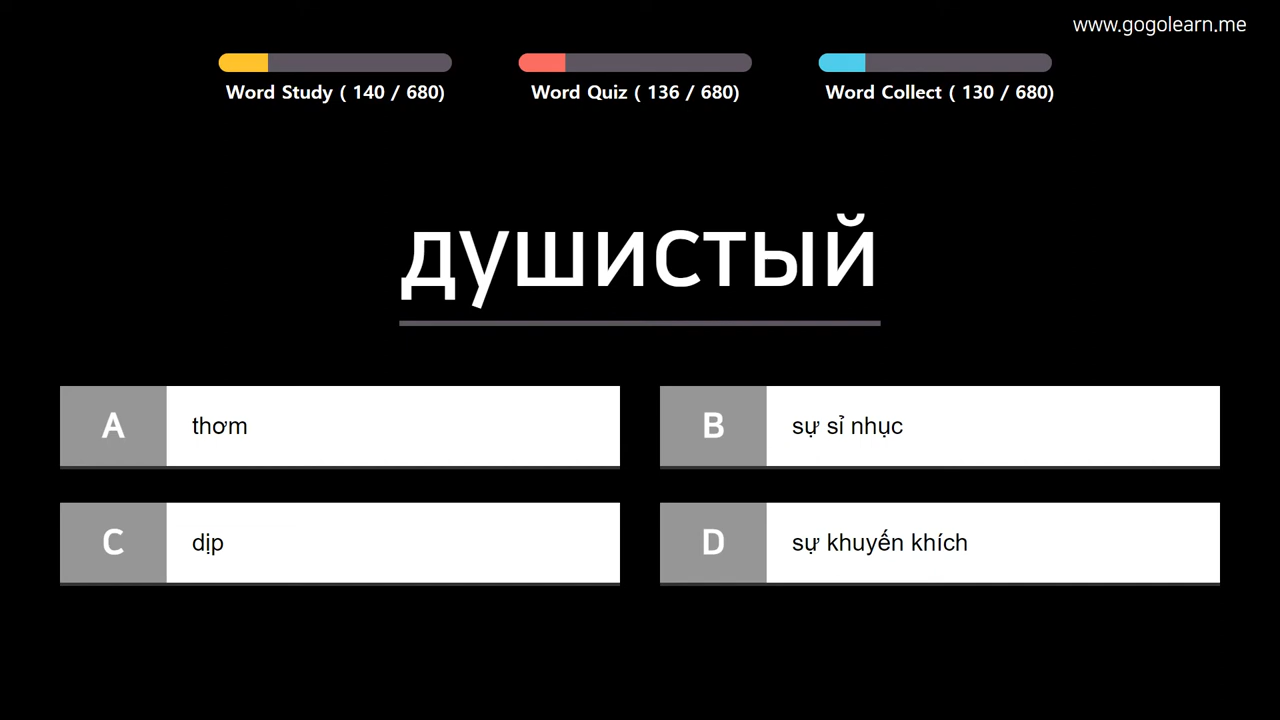 www.gogolearn.me
Word Study ( 140 / 680)
Word Quiz ( 136 / 680)
Word Collect ( 130 / 680)
душистый
A thơm
B sự sỉ nhục
C dịp
D sự khuyến khích